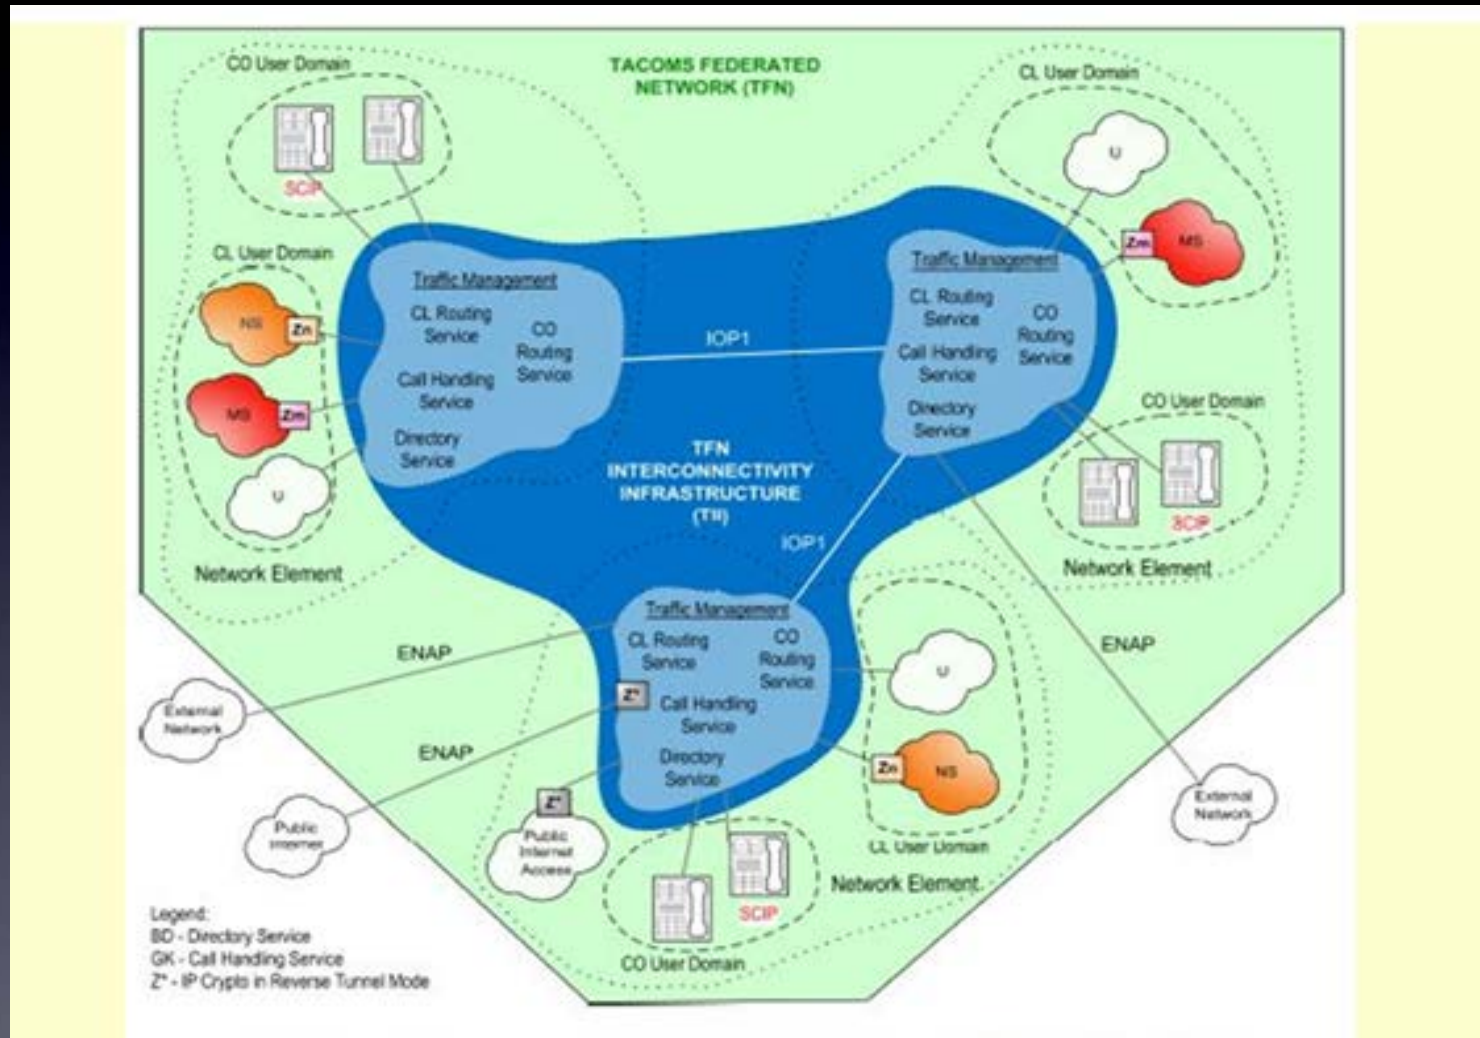 TACOMS FEDERATED
NETWORK (TFN)
CO User Domain
SCIP
CL User Domain
NS
Zn
MS
Zm
U
Network Element
Traffic Management
CL Routing
Service
CO
Routing
Service
Call Handling
Service
Directory
Service
IOP1
TFN
INTERCONNECTIVITY
INFRASTRUCTURE
(TII)
IOP1
CL User Domain
U
Zm
MS
Traffic Management
CL Routing
Service
CO
Routing
Service
Call Handling
Service
Directory
Service
CO User Domain
SCIP
Network Element
ENAP
External
Network
Traffic Management
CL Routing
Service
CO
Routing
Service
Z*
Call Handling
Service
Directory
Service
U
Zn
NS
CL User Domain
Network Element
SCIP
CO User Domain
Z*
Public
Internet
Access
ENAP
External
Network
ENAP
Public
Internet
Legend:
BD - Directory Service
GK - Call Handling Service
Z* - IP Crypto in Reverse Tunnel Mode